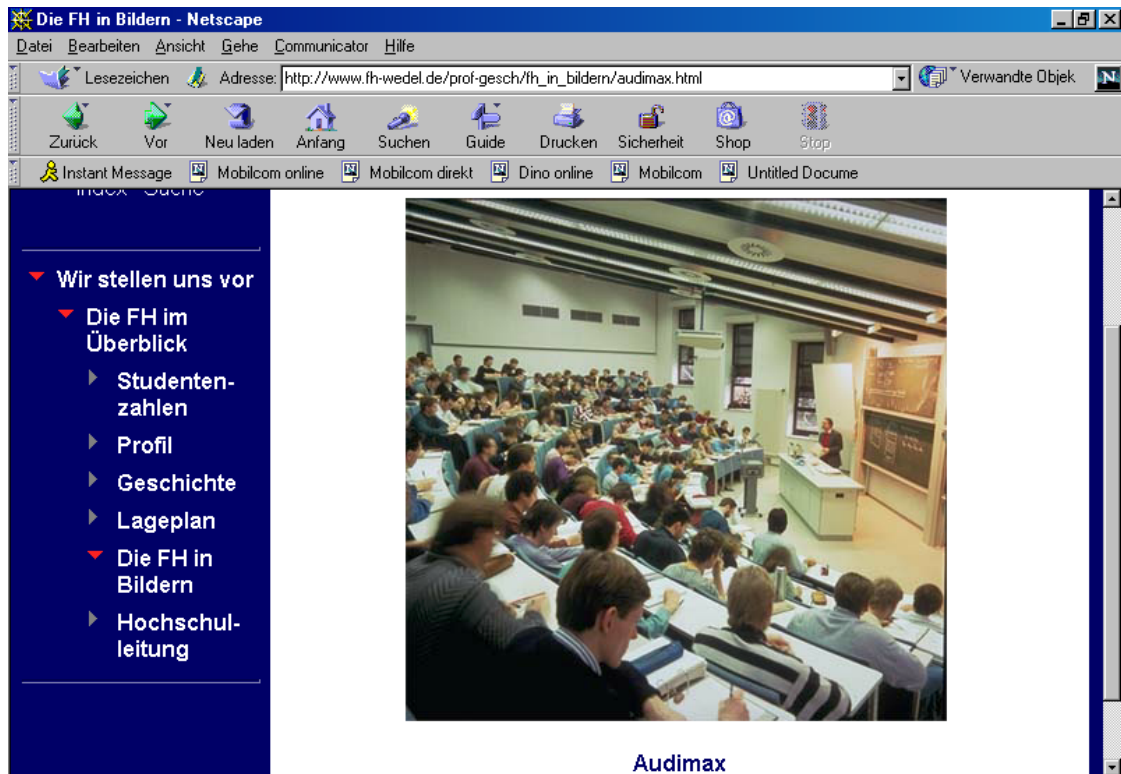 Die FH in Bildern - Netscape
Datei Bearbeiten Ansicht Gehe Communicator Hilfe
Lesezeichen Adresse: http://www.fh-wedel.de/prof-gesch/fh_in_bildern/audimax.html Verwandte Objek N
Zurück Vor Neu laden Anfang Suchen Guide Drucken Sicherheit Shop Stop
Instant Message Mobilcom online Mobilcom direkt Dino online Mobilcom Untitled Docume
Index Suche
Wir stellen uns vor
Die FH im
Überblick
Studenten-
zahlen
Profil
Geschichte
Lageplan
Die FH in
Bildern
Hochschul-
leitung
Audimax